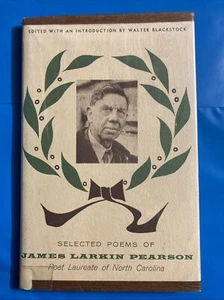 EDITED WITH AN INTRODUCTION BY WALTER BLACKSTOCK
SELECTED POEMS OF
JAMES LARKIN PEARSON
Poet Laureate of North Carolina